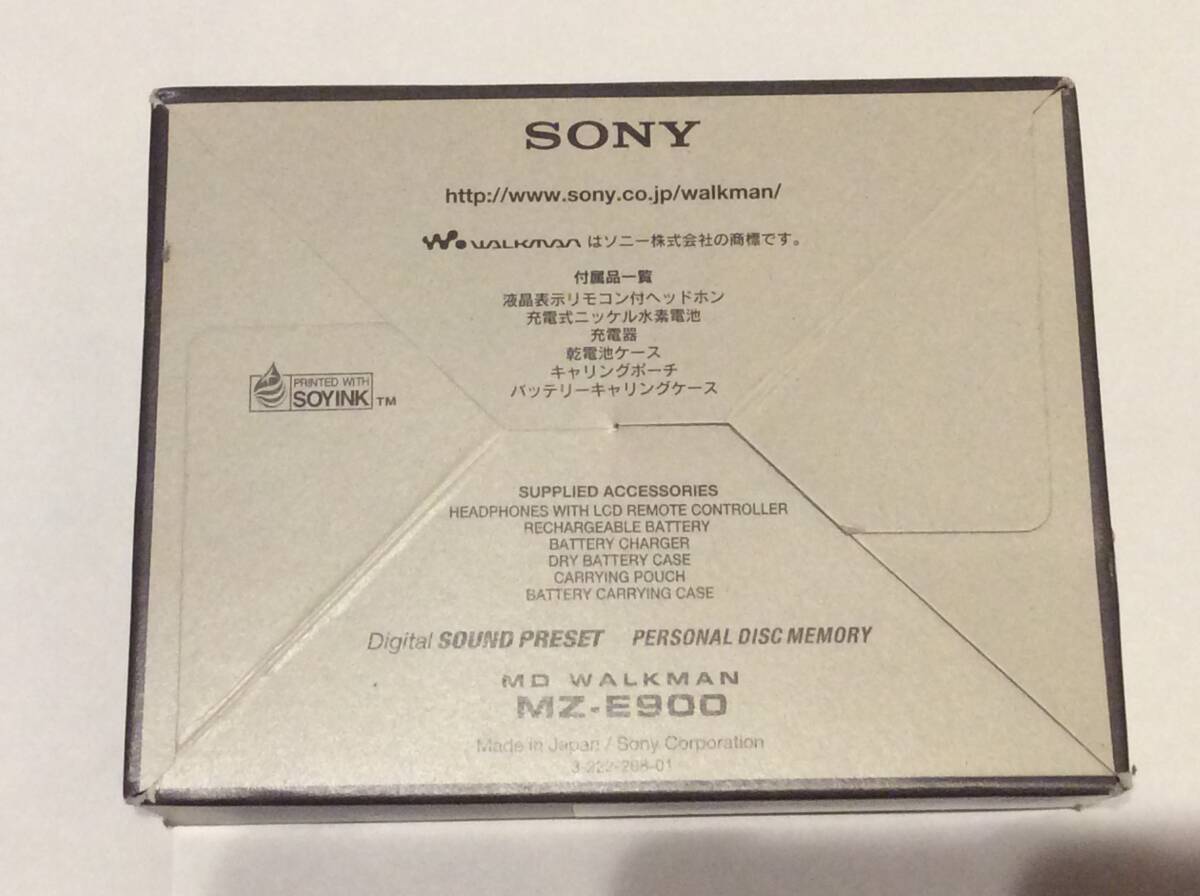 SONY
http://www.sony.co.jp/walkman/
W. WALKMAN はソニー株式会社の商標です。
付属品一覧
液晶表示リモコン付ヘッドホン
充電式ニッケル水素電池
充電器
乾電池ケース
キャリングポーチ
バッテリーキャリングケース
PRINTED WITH
SOYINK TM
SUPPLIED ACCESSORIES
HEADPHONES WITH LCD REMOTE CONTROLLER
RECHARGEABLE BATTERY
BATTERY CHARGER
DRY BATTERY CASE
CARRYING POUCH
BATTERY CARRYING CASE
Digital SOUND PRESET PERSONAL DISC MEMORY
MD WALKMAN
MZ-E900
Made in Japan / Sony Corporation
3-222-208-01